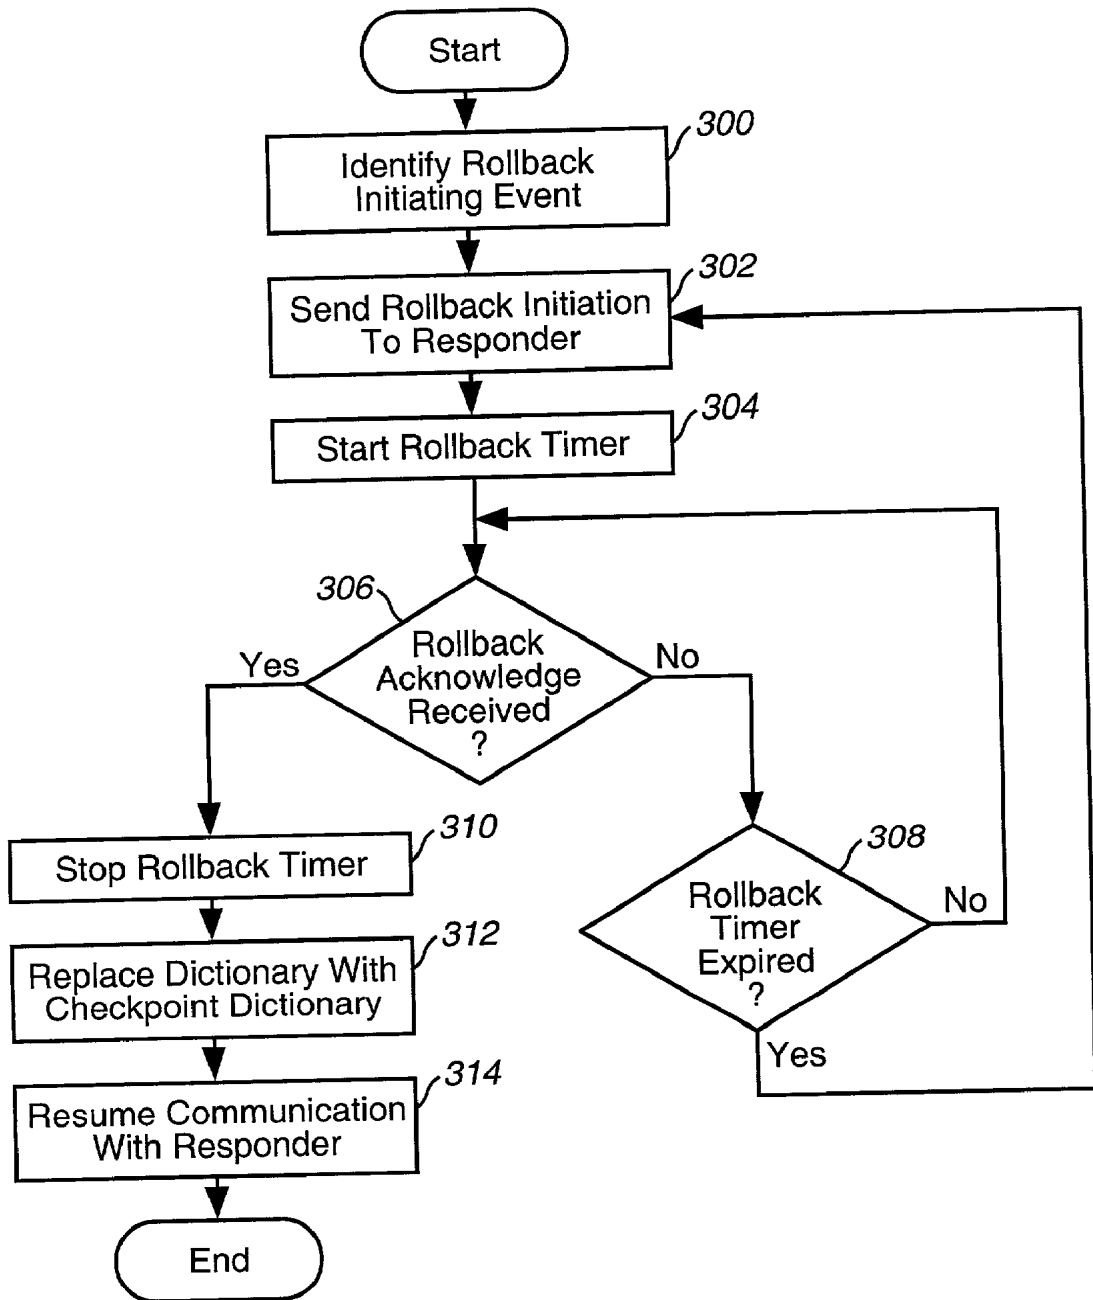 Start
300
Identify Rollback
Initiating Event
302
Send Rollback Initiation
To Responder
304
Start Rollback Timer
306
Rollback
Acknowledge
Received
?
Yes
No
310
Stop Rollback Timer
308
Rollback
Timer
Expired
?
No
Yes
312
Replace Dictionary With
Checkpoint Dictionary
314
Resume Communication
With Responder
End